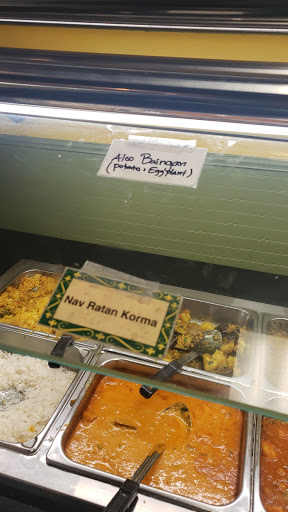 Aloo Baingan
(potato, Eggplant)
Nav Ratan Korma